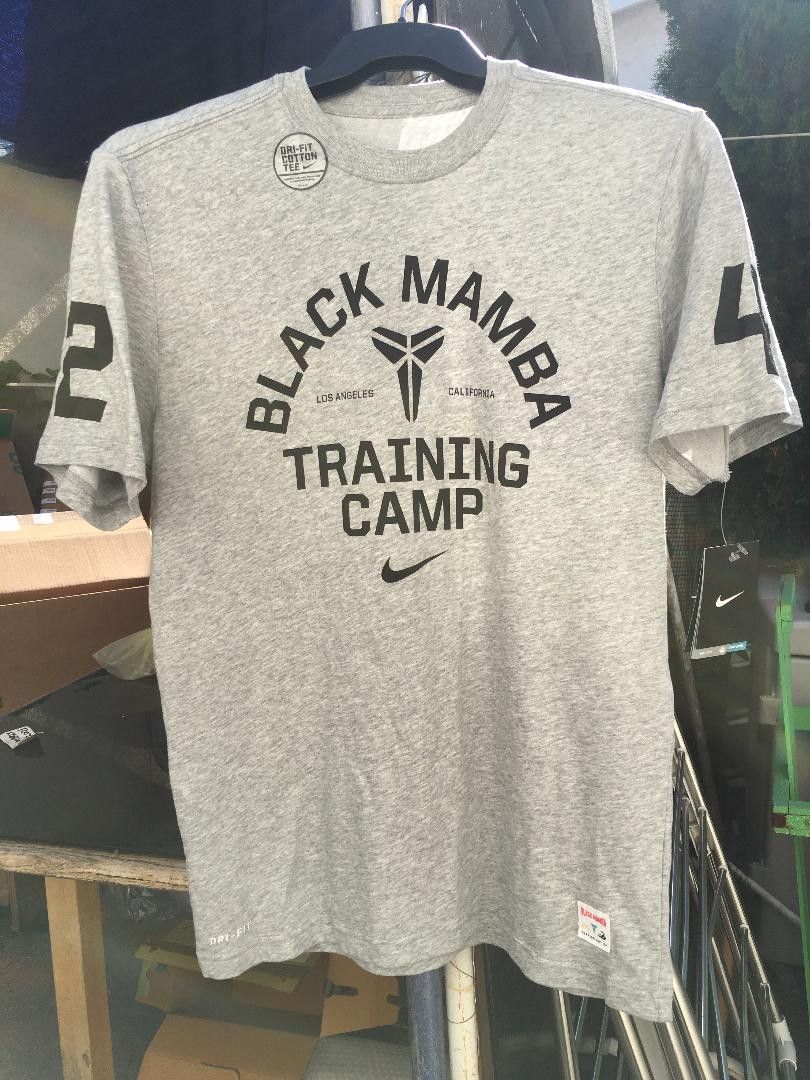 DRI-FIT
COTTON
TEE
BLACK MAMBA
LOS ANGELES
CALIFORNIA
TRAINING
CAMP
2
4
DRI-FIT
BLACK MAMBA